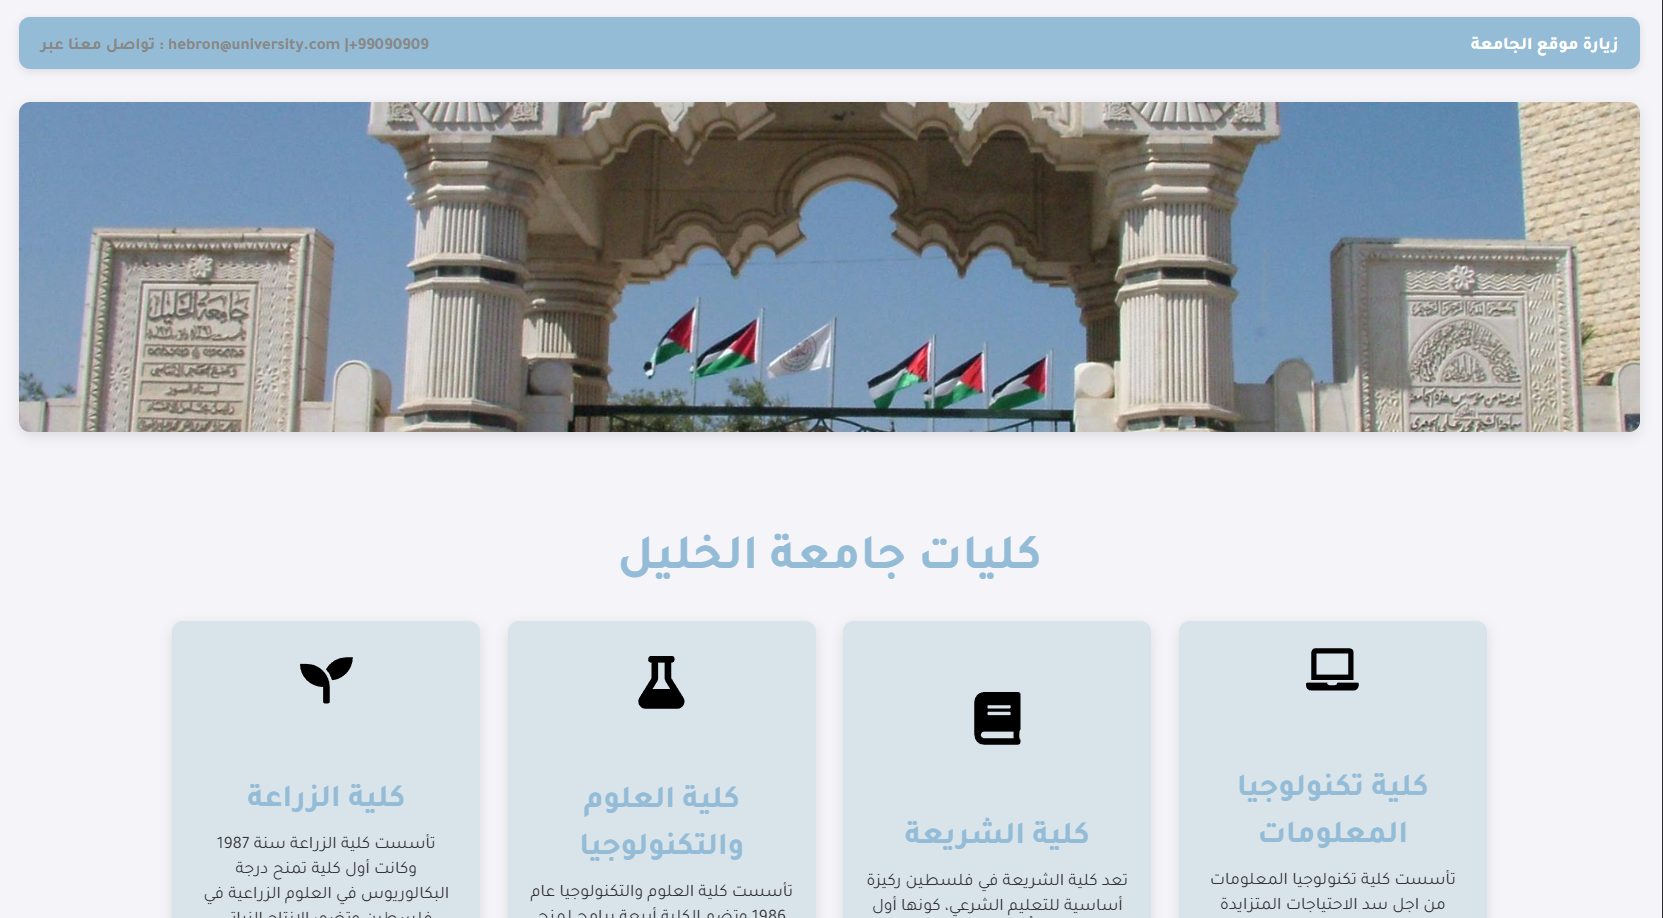 زيارة موقع الجامعة
تواصل معنا عبر : hebron@university.com |+99090909
جامعة الخليل
كليات جامعة الخليل
كلية تكنولوجيا
المعلومات
تأسست كلية تكنولوجيا المعلومات
من اجل سد الاحتياجات المتزايدة
كلية الشريعة
تعد كلية الشريعة في فلسطين ركيزة
أساسية للتعليم الشرعي، كونها أول
كلية العلوم
والتكنولوجيا
تأسست كلية العلوم والتكنولوجيا عام
1986 وتضم الكلية أربعة برامج لمنح
كلية الزراعة
تأسست كلية الزراعة سنة 1987
وكانت أول كلية تمنح درجة
البكالوريوس في العلوم الزراعية في